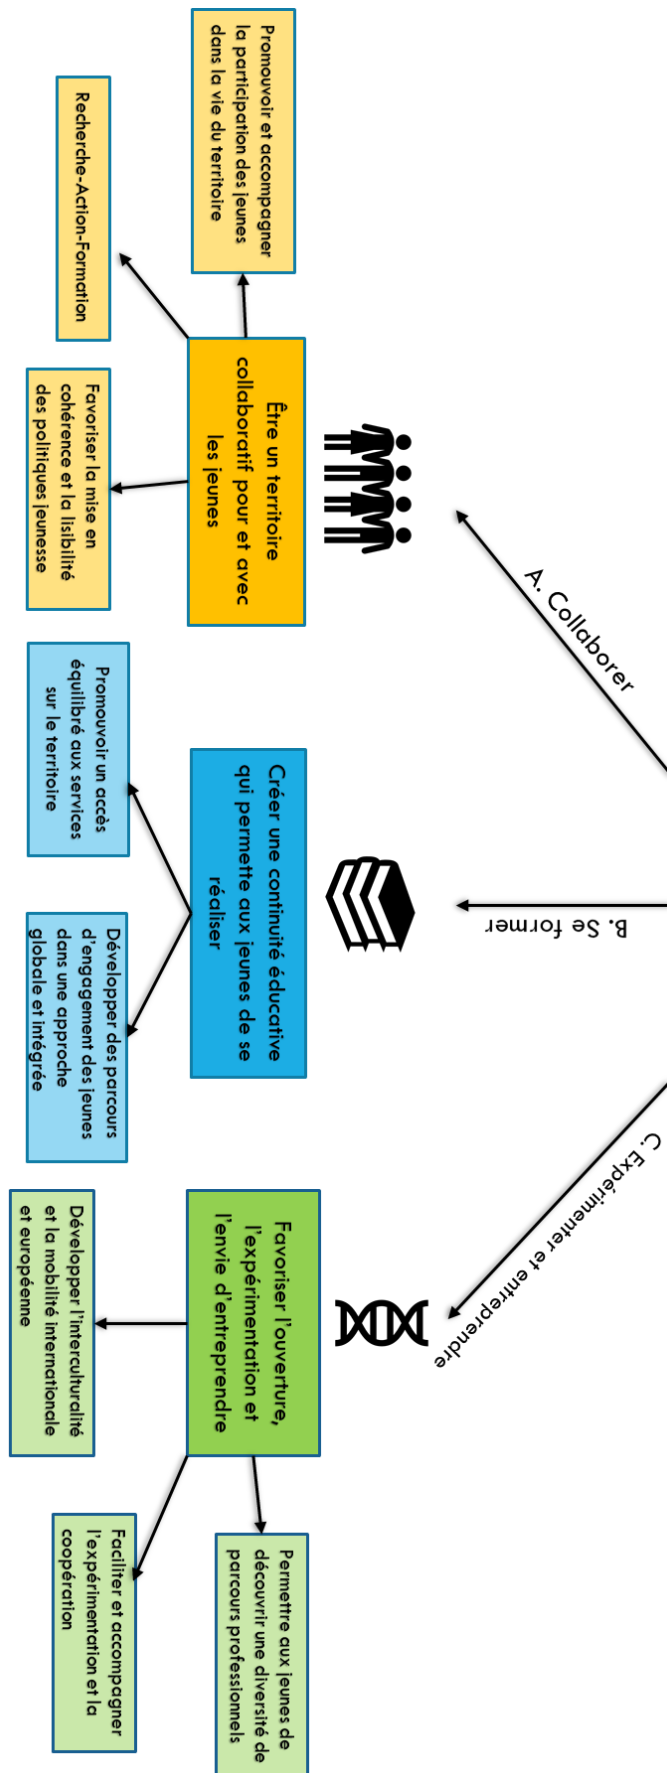 A. Collaborer
B. Se former
C. Expérimenter et entreprendre
Être un territoire
collaboratif pour et avec
les jeunes
Promouvoir et accompagner
la participation des jeunes
dans la vie du territoire
Recherche-Action-Formation
Favoriser la mise en
cohérence et la lisibilité
des politiques jeunesse
Créer une continuité éducative
qui permette aux jeunes de se
réaliser
Promouvoir un accès
équilibré aux services
sur le territoire
Développer des parcours
d'engagement des jeunes
dans une approche
globale et intégrée
Favoriser l'ouverture,
l'expérimentation et
l'envie d'entreprendre
Développer l'interculturalité
et la mobilité internationale
et européenne
Faciliter et accompagner
l'expérimentation et la
coopération
Permettre aux jeunes de
découvrir une diversité de
parcours professionnels